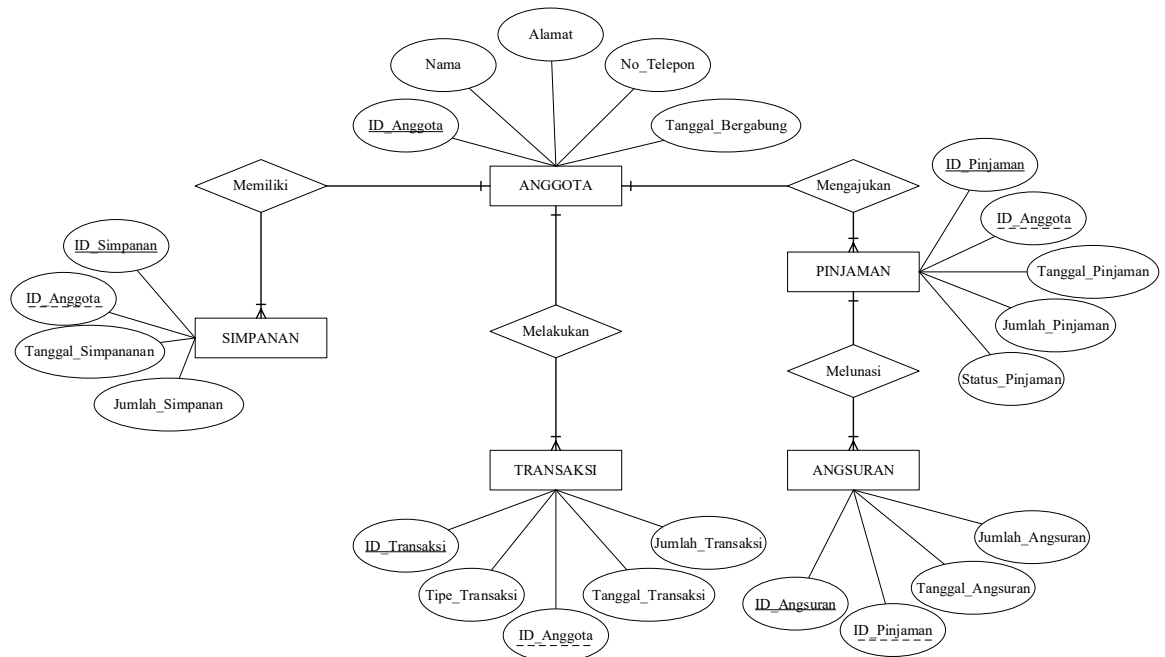 Alamat
Nama
No_Telepon
ID_Anggota
Tanggal_Bergabung
Memiliki
ANGGOTA
Mengajukan
ID_Pinjaman
ID_Anggota
PINJAMAN
Tanggal_Pinjaman
Jumlah_Pinjaman
Status_Pinjaman
ID_Simpanan
ID_Anggota
SIMPANAN
Tanggal_Simpananan
Jumlah_Simpanan
Melakukan
Melunasi
TRANSAKSI
ANGSURAN
ID_Transaksi
Jumlah_Transaksi
Tipe_Transaksi
Tanggal_Transaksi
ID_Anggota
Jumlah_Angsuran
Tanggal_Angsuran
ID_Angsuran
ID_Pinjaman